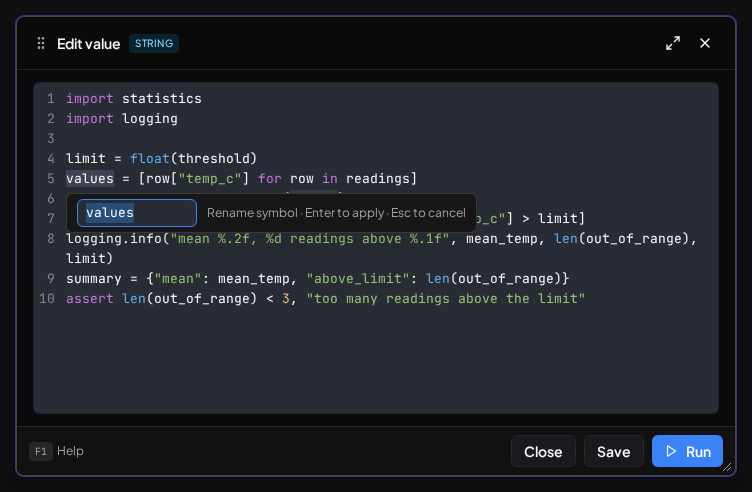 Edit value STRING
1 import statistics
2 import logging
3
4 limit = float(threshold)
5 values = [row["temp_c"] for row in readings]
6
values Rename symbol · Enter to apply · Esc to cancel
7 p_c"] > limit]
8 logging.info("mean %.2f, %d readings above %.1f", mean_temp, len(out_of_range),
limit)
9 summary = {"mean": mean_temp, "above_limit": len(out_of_range)}
10 assert len(out_of_range) < 3, "too many readings above the limit"
F1 Help Close Save Run